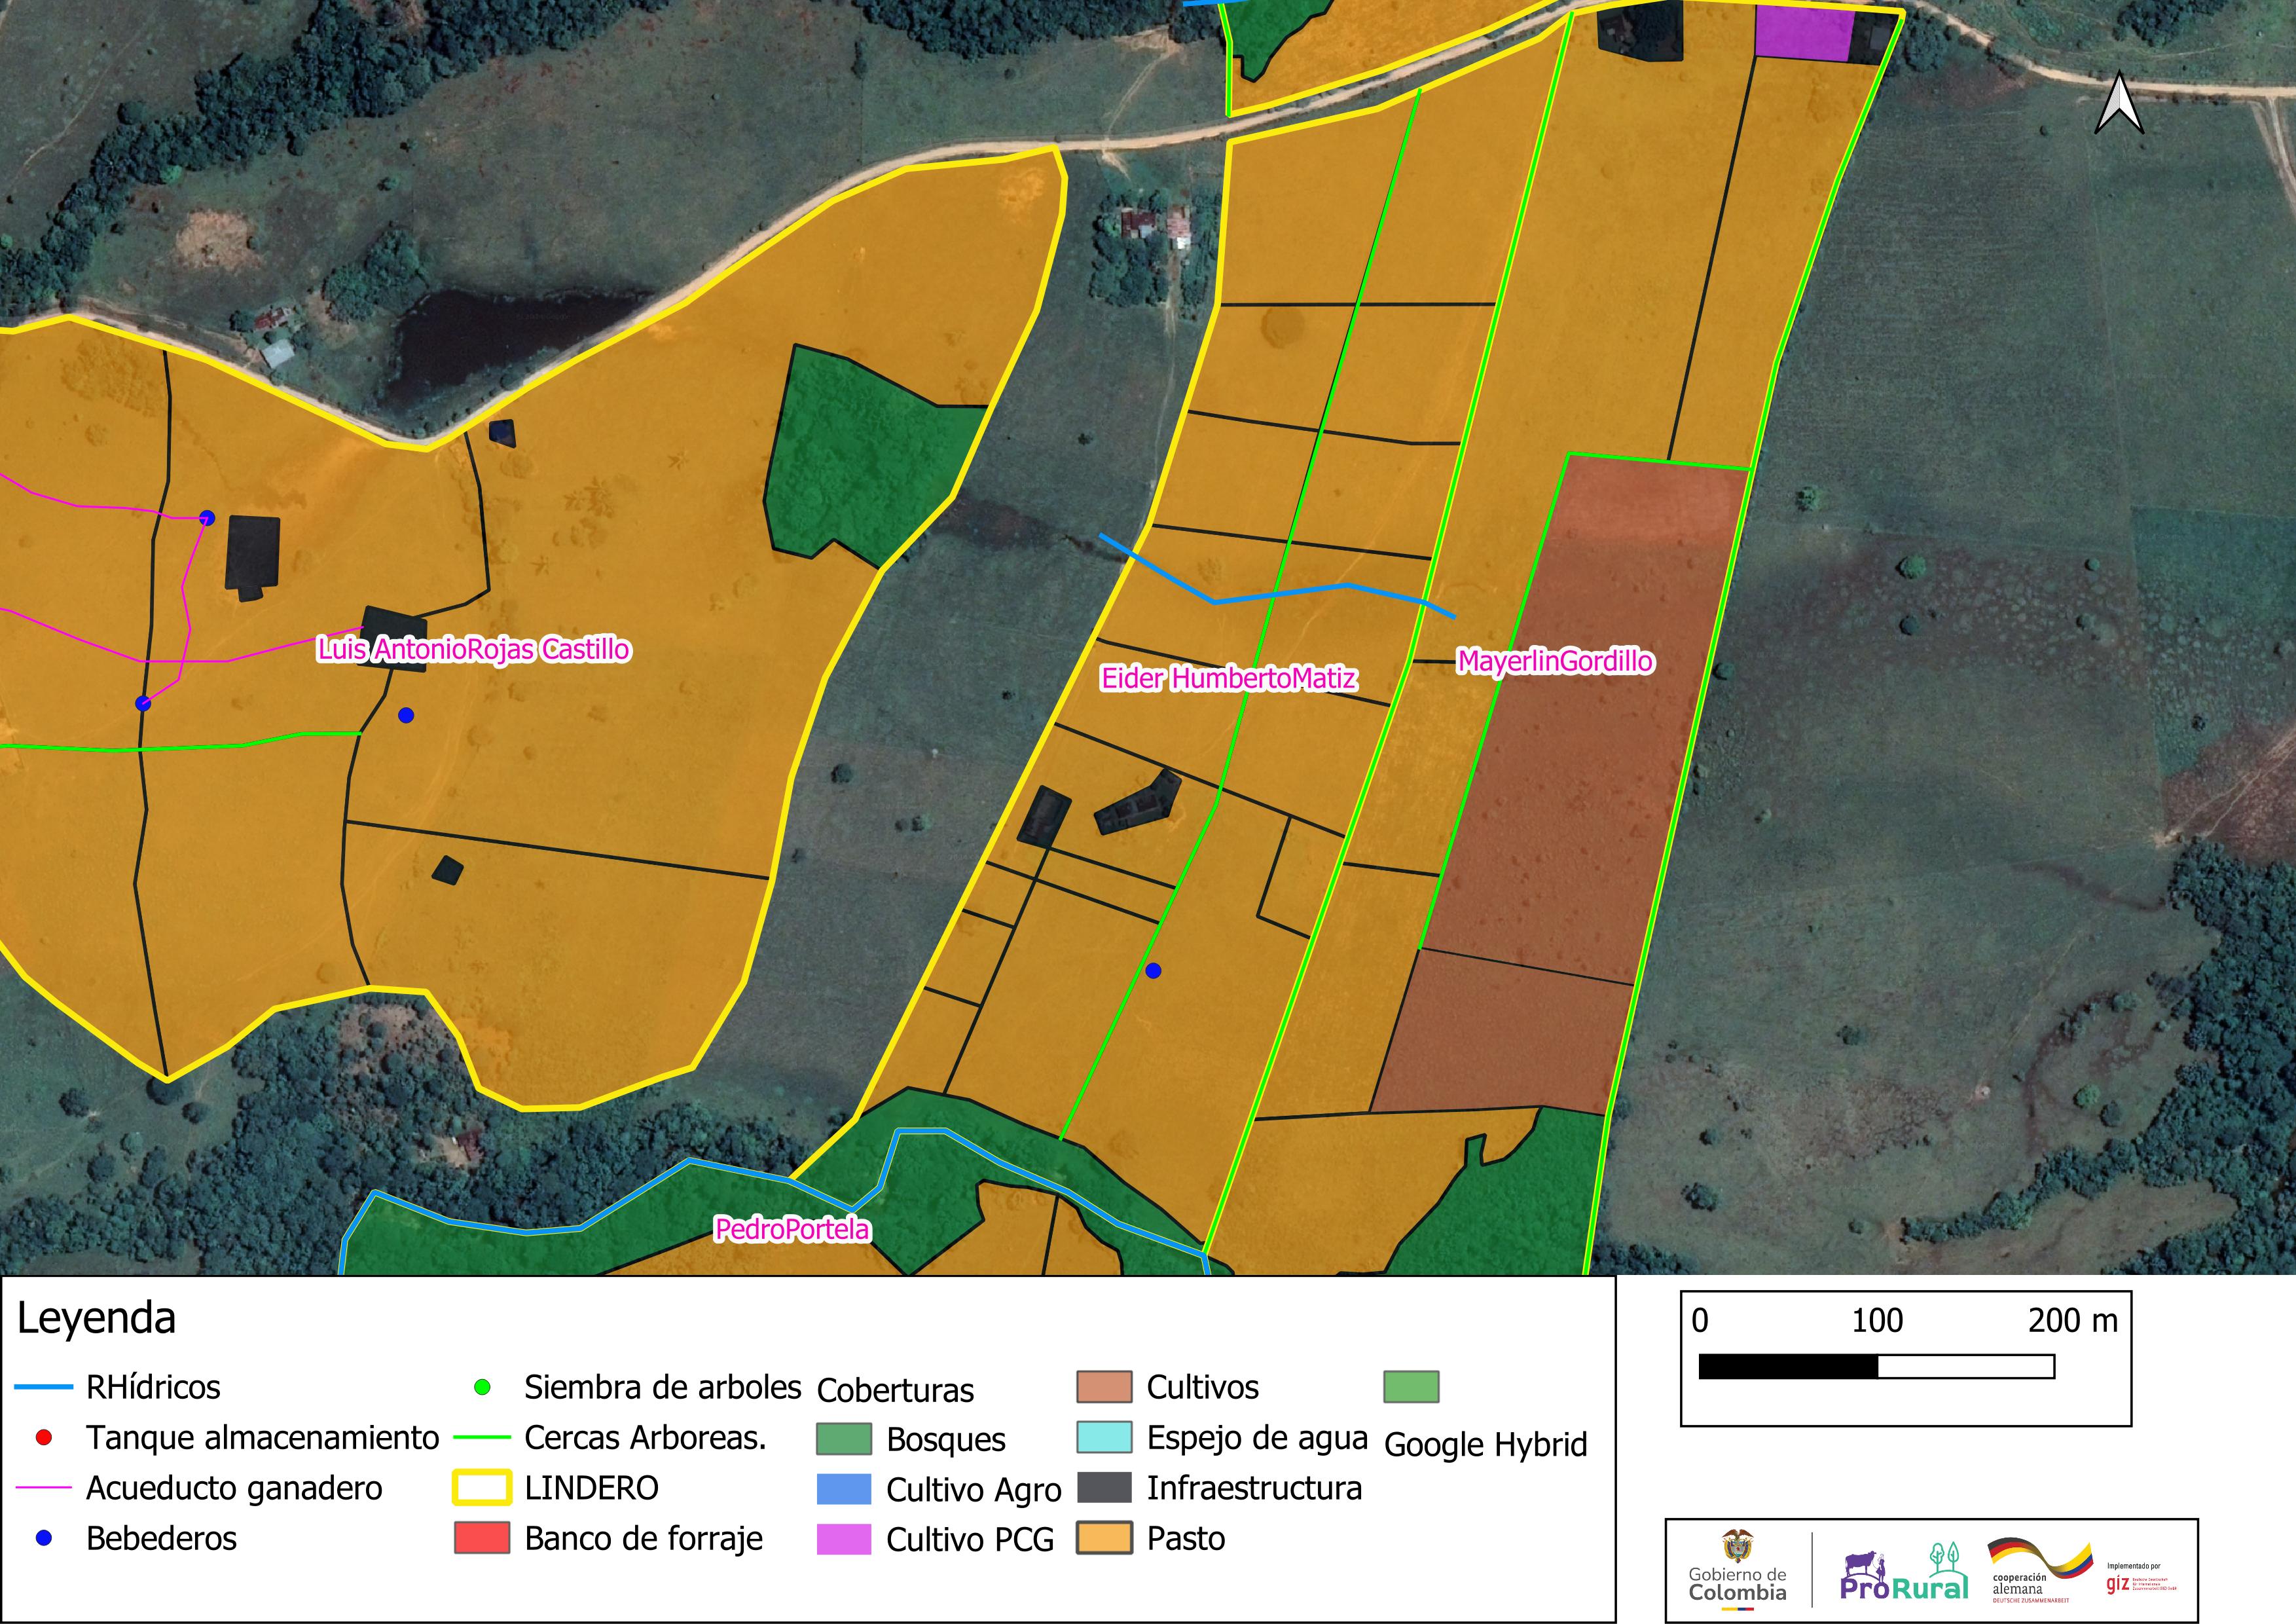 Luis AntonioRojas Castillo
Eider HumbertoMatiz
MayerlinGordillo
PedroPortela
Leyenda
RHídricos
Tanque almacenamiento
Acueducto ganadero
Bebederos
Siembra de arboles
Cercas Arboreas.
LINDERO
Banco de forraje
Coberturas
Bosques
Cultivo Agro
Cultivo PCG
Cultivos
Espejo de agua
Infraestructura
Pasto
Google Hybrid
0 100 200 m
Gobierno de
Colombia
ProRural
cooperación
alemana
DEUTSCHE ZUSAMMENARBEIT
Implementado por
giz